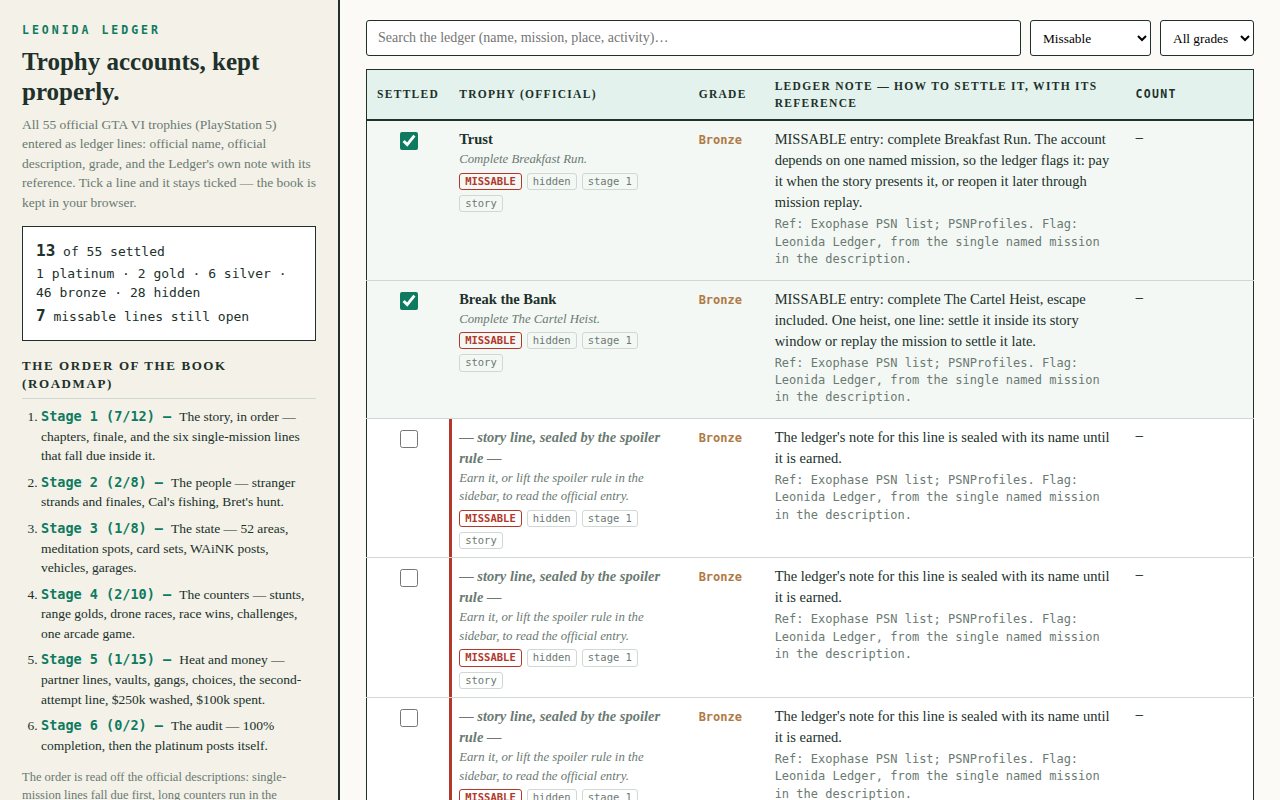 LEONIDA LEDGER
Trophy accounts, kept
properly.
All 55 official GTA VI trophies (PlayStation 5)
entered as ledger lines: official name, official
description, grade, and the Ledger's own note with its
reference. Tick a line and it stays ticked — the book is
kept in your browser.
13 of 55 settled
1 platinum · 2 gold · 6 silver ·
46 bronze · 28 hidden
7 missable lines still open
THE ORDER OF THE BOOK
(ROADMAP)
1. Stage 1 (7/12) — The story, in order —
chapters, finale, and the six single-mission lines
that fall due inside it.
2. Stage 2 (2/8) — The people — stranger
strands and finales, Cal's fishing, Bret's hunt.
3. Stage 3 (1/8) — The state — 52 areas,
meditation spots, card sets, WAiNK posts,
vehicles, garages.
4. Stage 4 (2/10) — The counters — stunts,
range golds, drone races, race wins, challenges,
one arcade game.
5. Stage 5 (1/15) — Heat and money —
partner lines, vaults, gangs, choices, the second-
attempt line, $250k washed, $100k spent.
6. Stage 6 (0/2) — The audit — 100%
completion, then the platinum posts itself.
The order is read off the official descriptions: single-
mission lines fall due first, long counters run in the
Search the ledger (name, mission, place, activity)…
Missable
All grades
SETTLED
TROPHY (OFFICIAL)
GRADE
LEDGER NOTE — HOW TO SETTLE IT, WITH ITS
REFERENCE
COUNT
Trust
Complete Breakfast Run.
MISSABLE hidden stage 1
story
Bronze
MISSABLE entry: complete Breakfast Run. The account
depends on one named mission, so the ledger flags it: pay
it when the story presents it, or reopen it later through
mission replay.
Ref: Exophase PSN list; PSNProfiles. Flag:
Leonida Ledger, from the single named mission
in the description.
—
Break the Bank
Complete The Cartel Heist.
MISSABLE hidden stage 1
story
Bronze
MISSABLE entry: complete The Cartel Heist, escape
included. One heist, one line: settle it inside its story
window or replay the mission to settle it late.
Ref: Exophase PSN list; PSNProfiles. Flag:
Leonida Ledger, from the single named mission
in the description.
—
— story line, sealed by the spoiler
rule —
Earn it, or lift the spoiler rule in the
sidebar, to read the official entry.
MISSABLE hidden stage 1
story
Bronze
The ledger's note for this line is sealed with its name until
it is earned.
Ref: Exophase PSN list; PSNProfiles. Flag:
Leonida Ledger, from the single named mission
in the description.
—
— story line, sealed by the spoiler
rule —
Earn it, or lift the spoiler rule in the
sidebar, to read the official entry.
MISSABLE hidden stage 1
story
Bronze
The ledger's note for this line is sealed with its name until
it is earned.
Ref: Exophase PSN list; PSNProfiles. Flag:
Leonida Ledger, from the single named mission
in the description.
—
— story line, sealed by the spoiler
rule —
Earn it, or lift the spoiler rule in the
sidebar, to read the official entry.
MISSABLE hidden stage 1
Bronze
The ledger's note for this line is sealed with its name until
it is earned.
Ref: Exophase PSN list; PSNProfiles. Flag:
Leonida Ledger, from the single named mission
in the description.
—